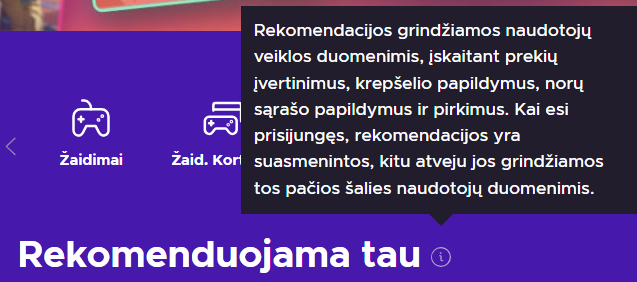 Rekomendacijos grindžiamos naudotojų
veiklos duomenimis, įskaitant prekių
įvertinimus, krepšelio papildymus, norų
sąrašo papildymus ir pirkimus. Kai esi
prisijungęs, rekomendacijos yra
suasmenintos, kitu atveju jos grindžiamos
tos pačios šalies naudotojų duomenimis.
Žaidimai
Žaid.
Rekomenduojama tau